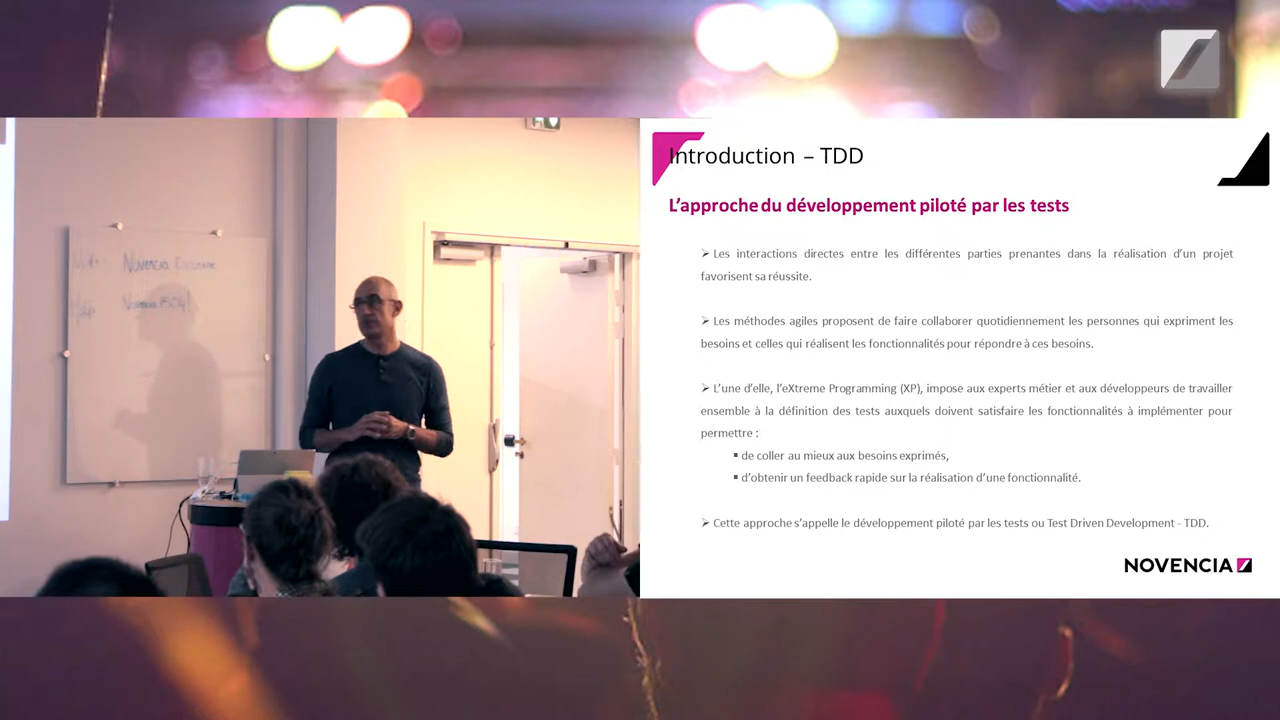 Novencia Exclusive
Introduction – TDD
L’approche du développement piloté par les tests
➢ Les interactions directes entre les différentes parties prenantes dans la réalisation d’un projet
favorisent sa réussite.
➢ Les méthodes agiles proposent de faire collaborer quotidiennement les personnes qui expriment les
besoins et celles qui réalisent les fonctionnalités pour répondre à ces besoins.
➢ L’une d’elle, l’eXtreme Programming (XP), impose aux experts métier et aux développeurs de travailler
ensemble à la définition des tests auxquels doivent satisfaire les fonctionnalités à implémenter pour
permettre :
▪ de coller au mieux aux besoins exprimés,
▪ d’obtenir un feedback rapide sur la réalisation d’une fonctionnalité.
➢ Cette approche s’appelle le développement piloté par les tests ou Test Driven Development - TDD.
NOVENCIA